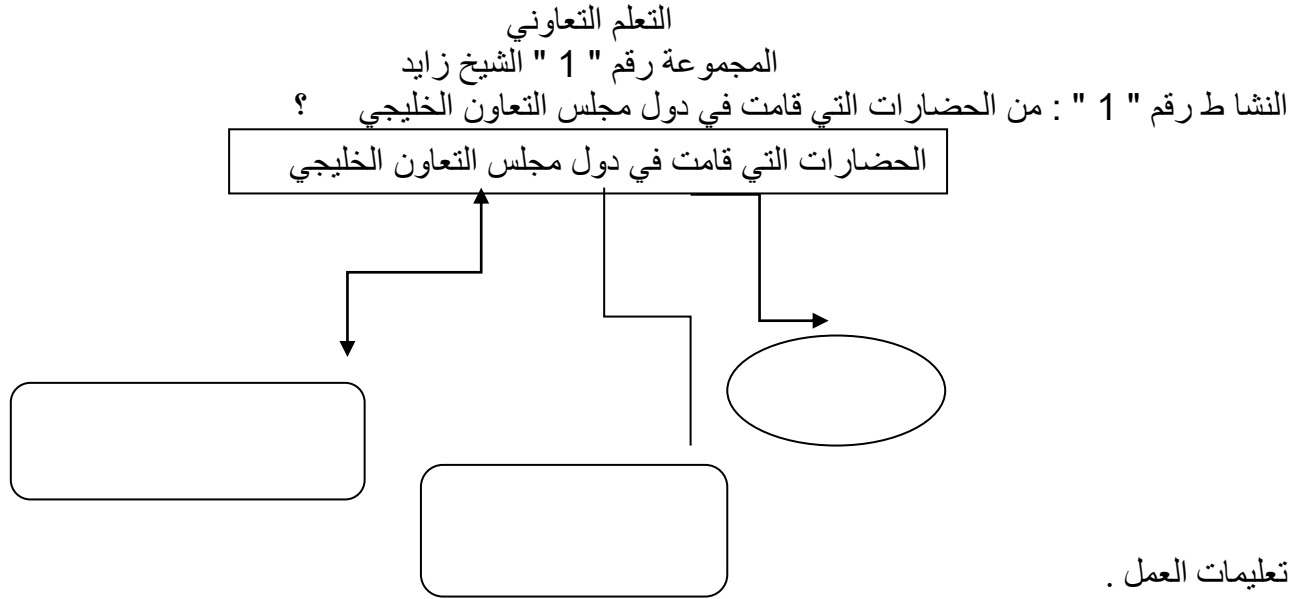 التعلم التعاوني
المجموعة رقم " 1 " الشيخ زايد
النشا ط رقم " 1 " : من الحضارات التي قامت في دول مجلس التعاون الخليجي ؟
الحضارات التي قامت في دول مجلس التعاون الخليجي
تعليمات العمل .